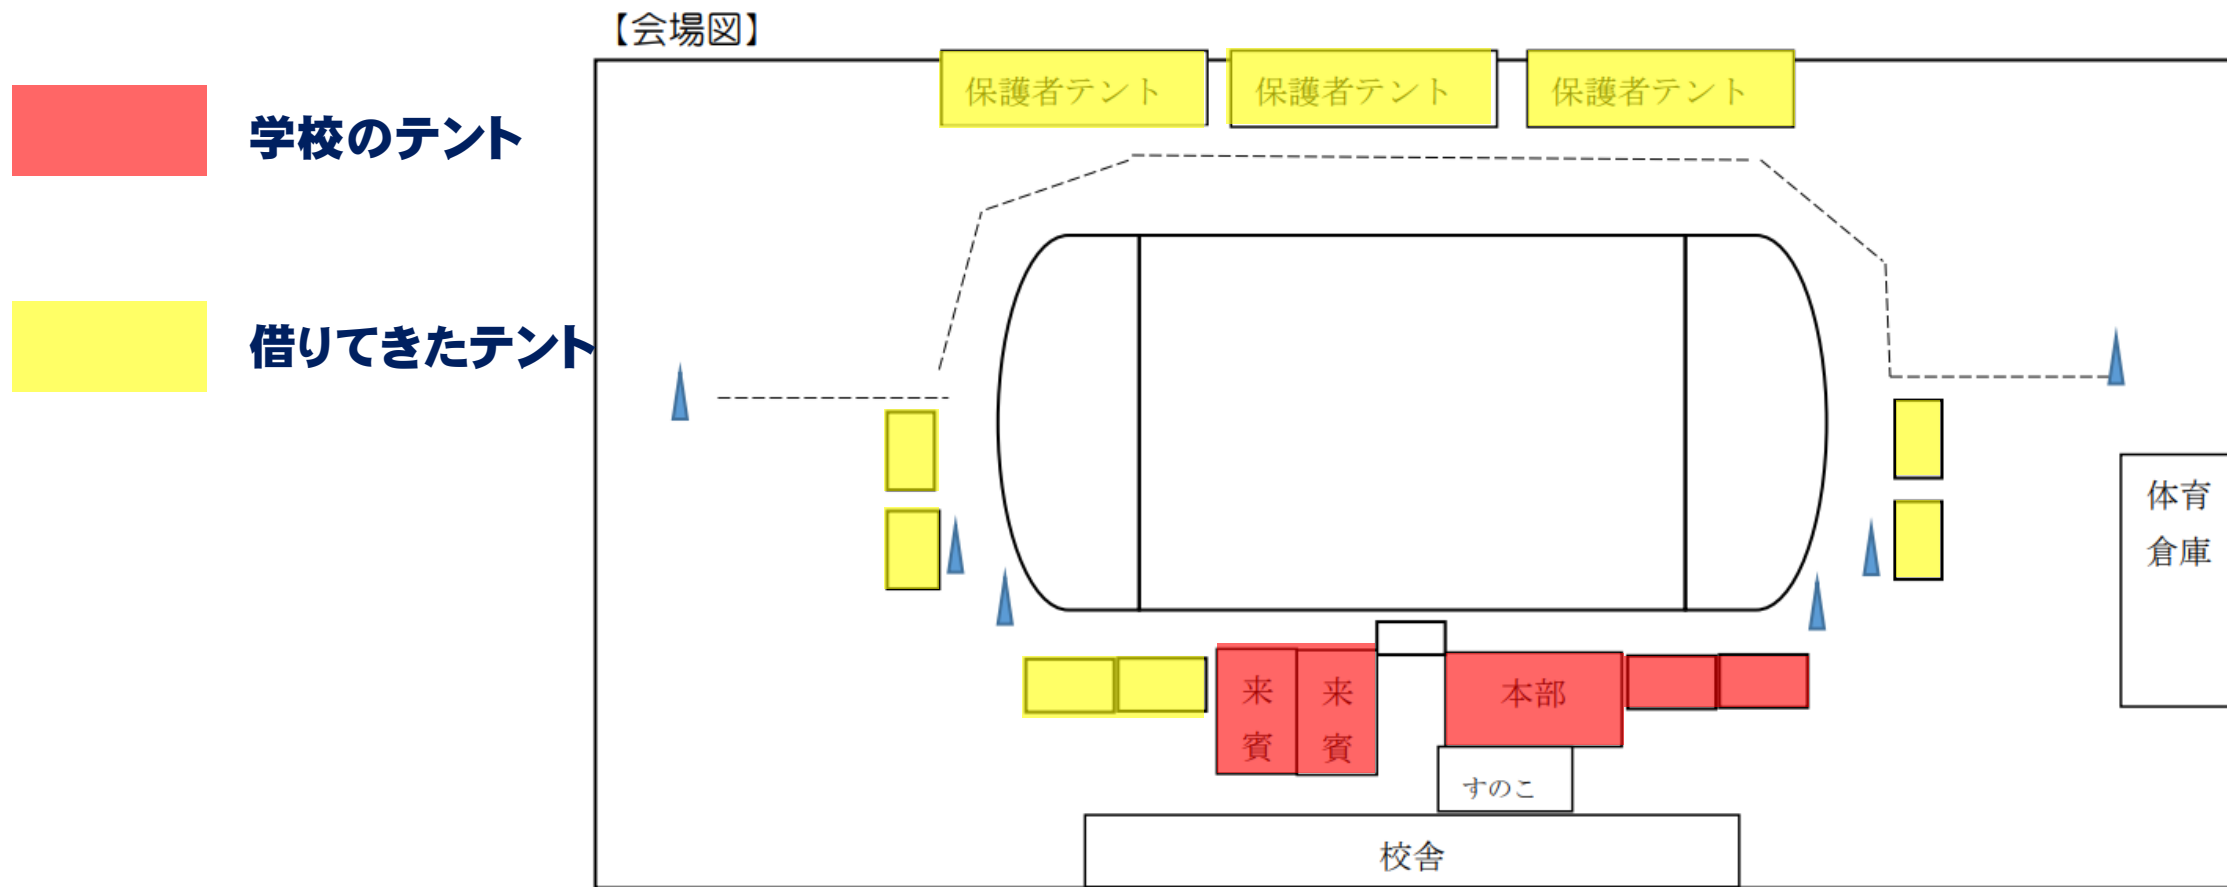 【会場図】
学校のテント
借りてきたテント
保護者テント
保護者テント
保護者テント
体育
倉庫
来
賓
来
賓
本部
すのこ
校舎